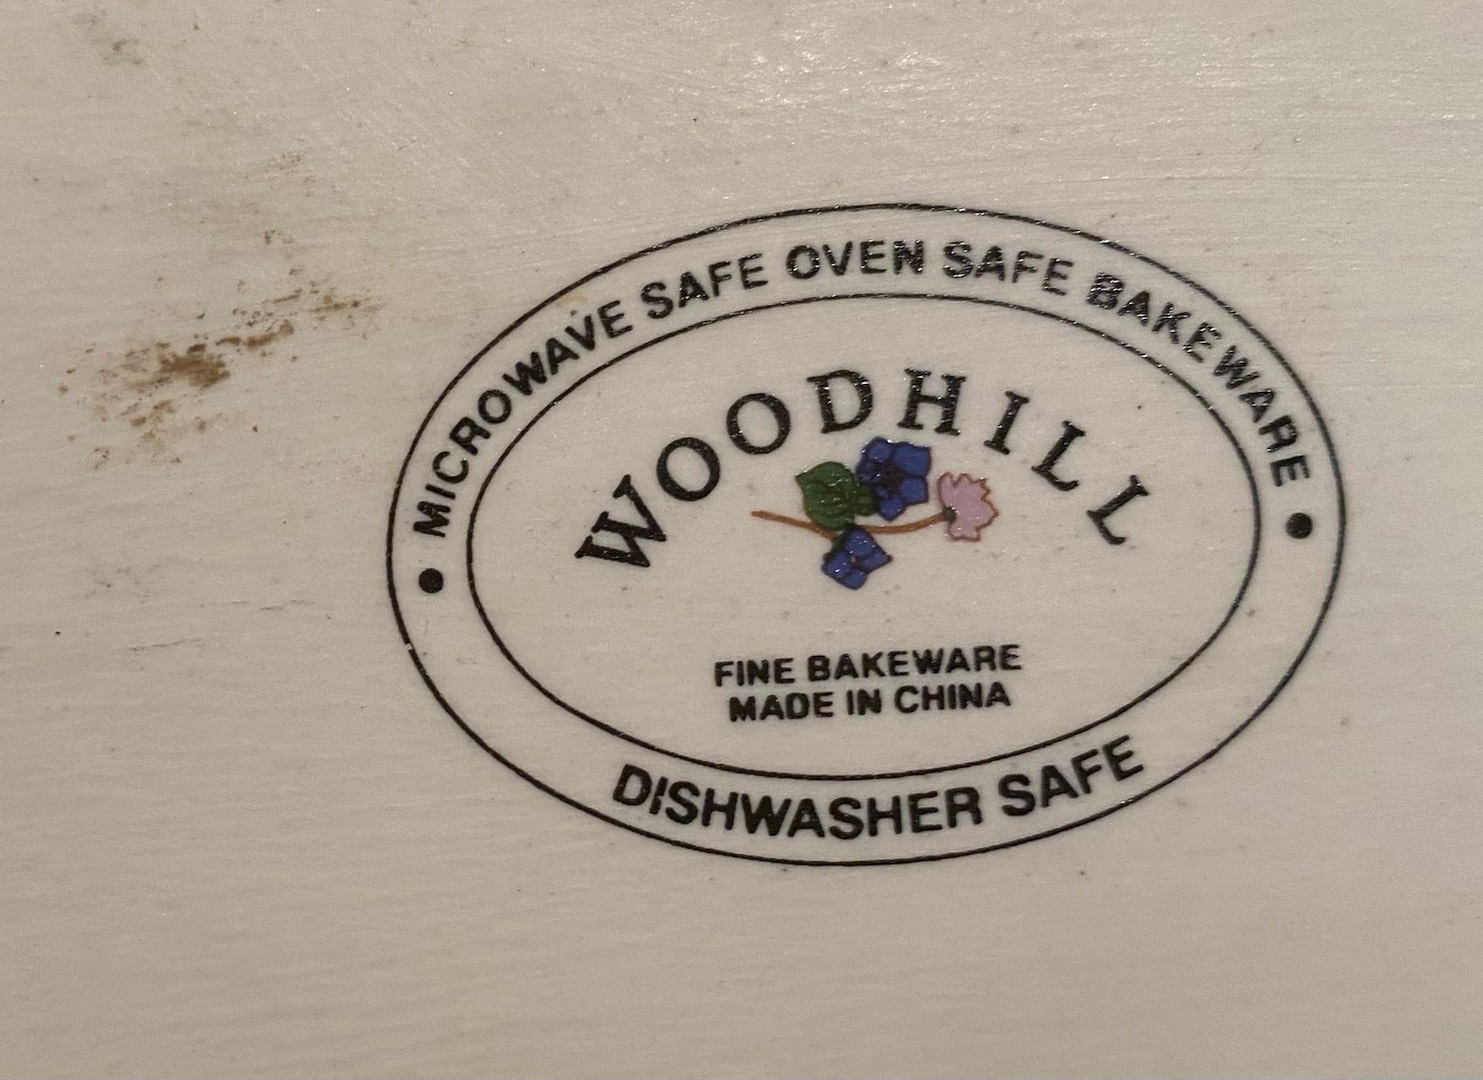 MICROWAVE SAFE OVEN SAFE BAKEWARE
WOODHILL
FINE BAKEWARE
MADE IN CHINA
DISHWASHER SAFE